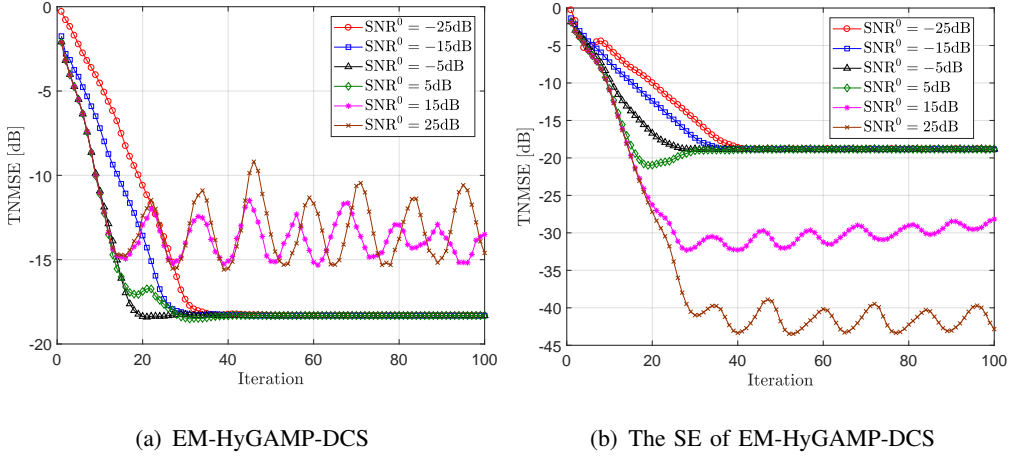 SNR⁰ = −25dB
SNR⁰ = −15dB
SNR⁰ = −5dB
SNR⁰ = 5dB
SNR⁰ = 15dB
SNR⁰ = 25dB
TNMSE [dB]
0
-5
-10
-15
-20
0 20 40 60 80 100
Iteration
(a) EM-HyGAMP-DCS
SNR⁰ = −25dB
SNR⁰ = −15dB
SNR⁰ = −5dB
SNR⁰ = 5dB
SNR⁰ = 15dB
SNR⁰ = 25dB
TNMSE [dB]
0
-5
-10
-15
-20
-25
-30
-35
-40
-45
0 20 40 60 80 100
Iteration
(b) The SE of EM-HyGAMP-DCS